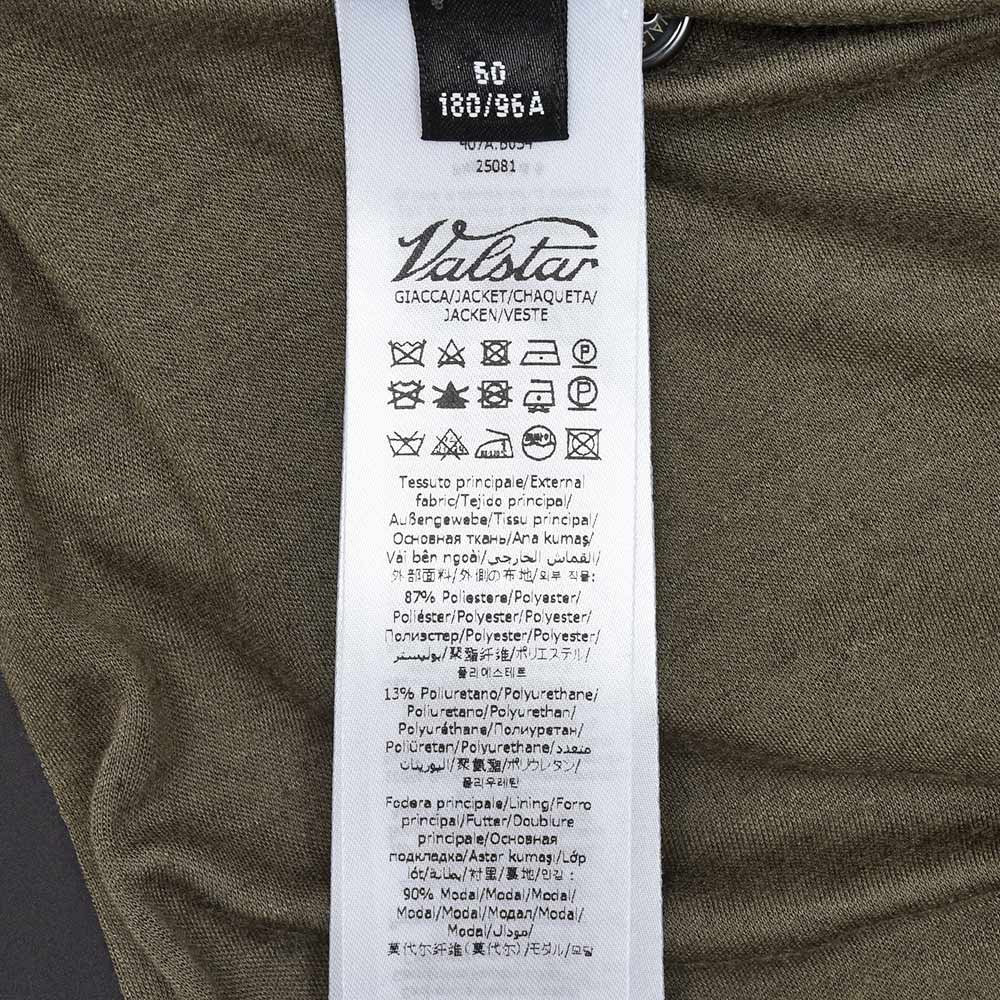 50
180/96A
25081
Valstar
GIACCA/JACKET/CHAQUETA/
JACKEN/VESTE
Tessuto principale/External
fabric/Tejido principal/
Außengewebe/Tissu principal/
Основная ткань/Ana kumaş/
Vải bên ngoài/القماش الخارجي/
外部面料/外側の布地/외부 직물:
87% Poliestere/Polyester/
Poliéster/Polyester/Polyester/
Полиэстер/Polyester/Polyester/
بوليستر/聚酯纤维/ポリエステル/
폴리에스테르
13% Poliuretano/Polyurethane/
Poliuretano/Polyurethan/
Polyuréthane/Полиуретан/
Poliüretan/Polyurethane/متعدد
اليوريثان/聚氨酯/ポリウレタン/
폴리우레탄
Fodera principale/Lining/Forro
principal/Futter/Doublure
principale/Основная
подкладка/Astar kumaşı/Lớp
lót/بطانة/衬里/裏地/안감:
90% Modal/Modal/Modal/
Modal/Modal/Модал/Modal/
Modal/مودال/
莫代尔纤维(莫代尔)/モダル/모달